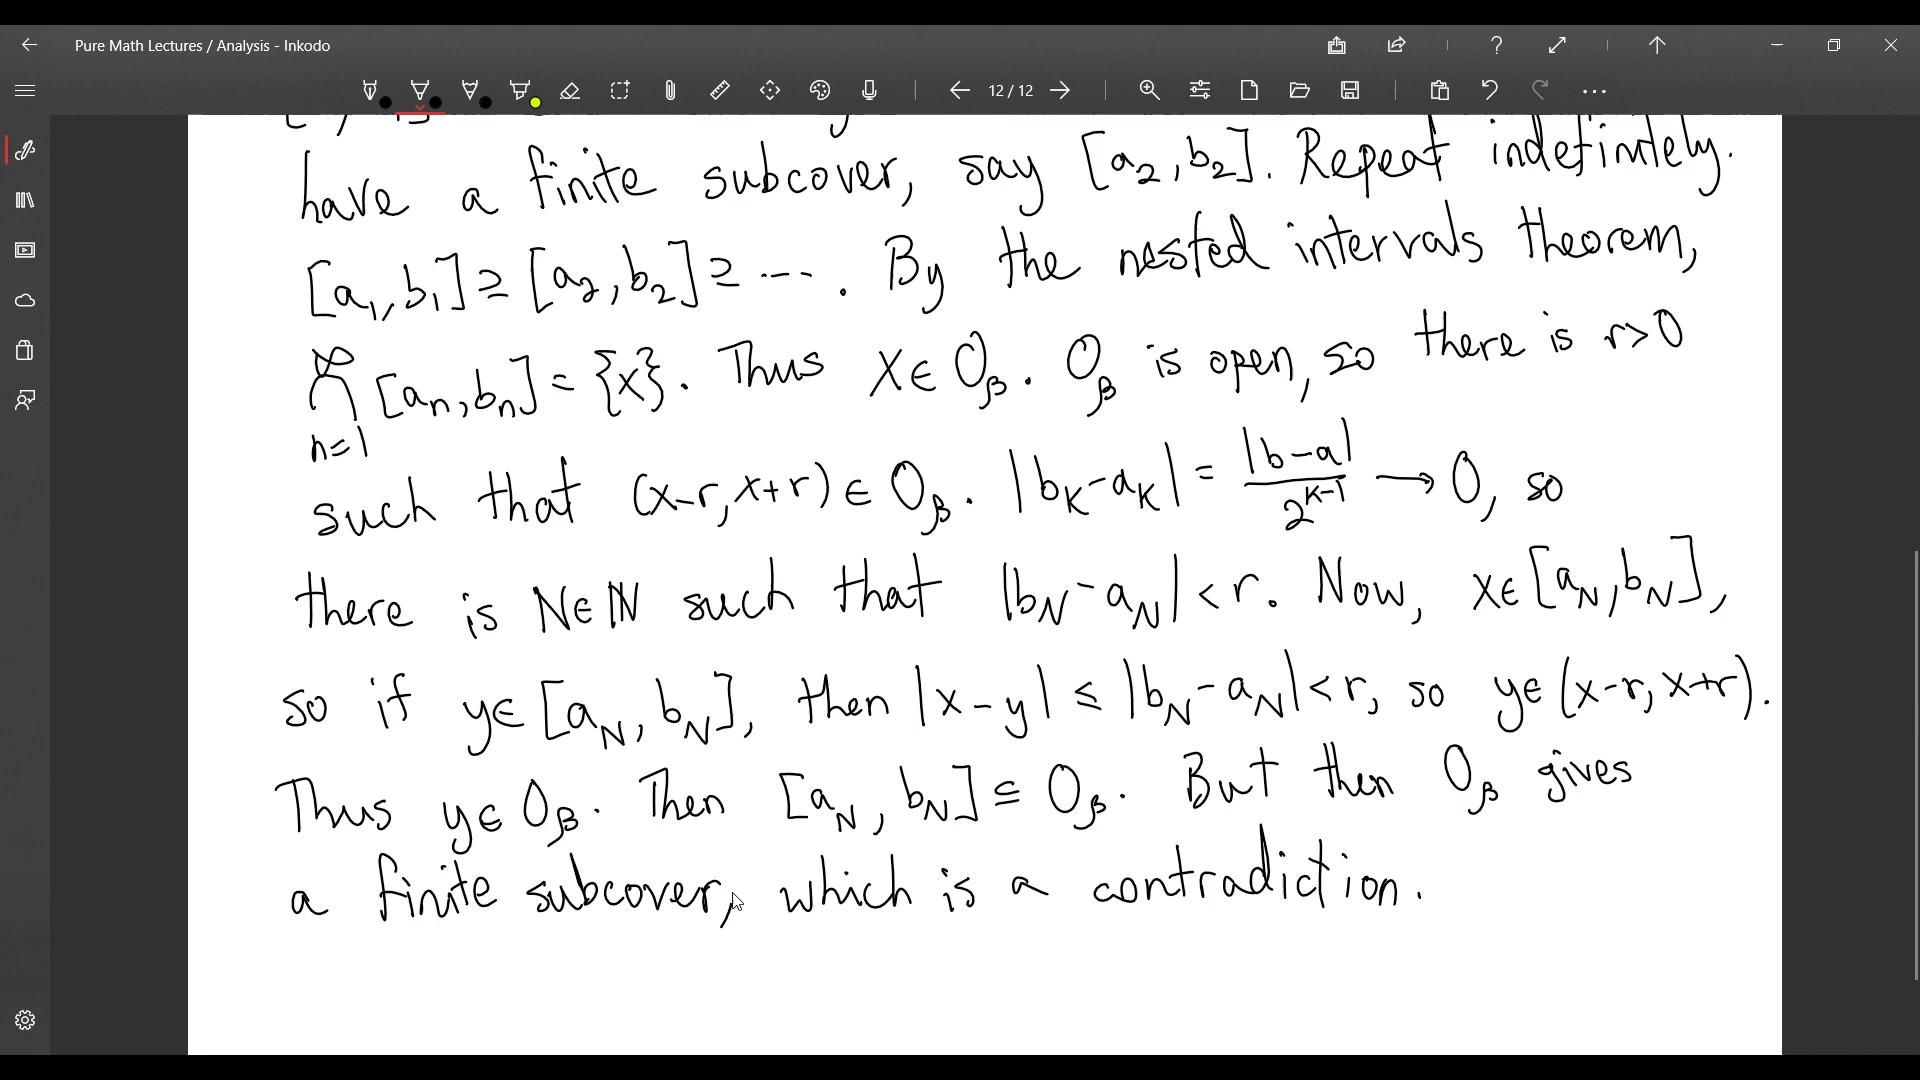 Pure Math Lectures / Analysis - Inkodo
12 / 12
have a finite subcover, say [a₂, b₂]. Repeat indefinitely.
[a₁, b₁] ⊇ [a₂, b₂] ⊇ ⋯ . By the nested intervals theorem,
∞
⋂ [aₙ, bₙ] = {x}. Thus x ∈ O_β. O_β is open, so there is r > 0
n=1
such that (x-r, x+r) ∈ O_β. |b_K - a_K| = |b-a| / 2^{K-1} → 0, so
there is N ∈ ℕ such that |b_N - a_N| < r. Now, x ∈ [a_N, b_N],
so if y ∈ [a_N, b_N], then |x-y| ≤ |b_N - a_N| < r, so y ∈ (x-r, x+r).
Thus y ∈ O_β. Then [a_N, b_N] ⊆ O_β. But then O_β gives
a finite subcover, which is a contradiction.